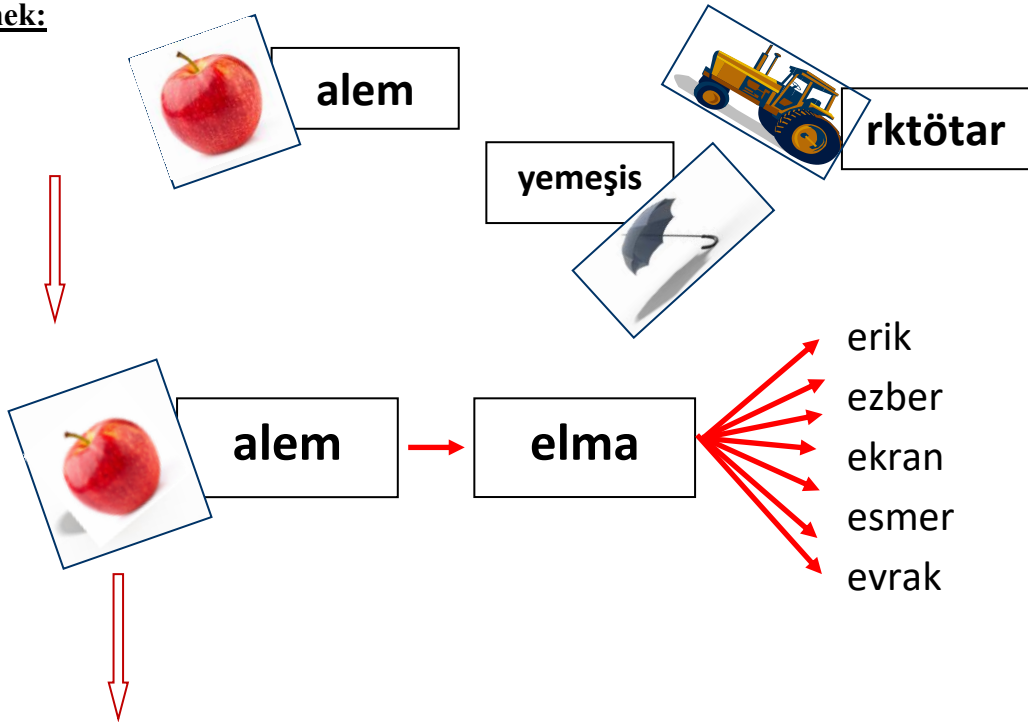 nek:
alem
rktötar
yemeşis
alem
elma
erik
ezber
ekran
esmer
evrak